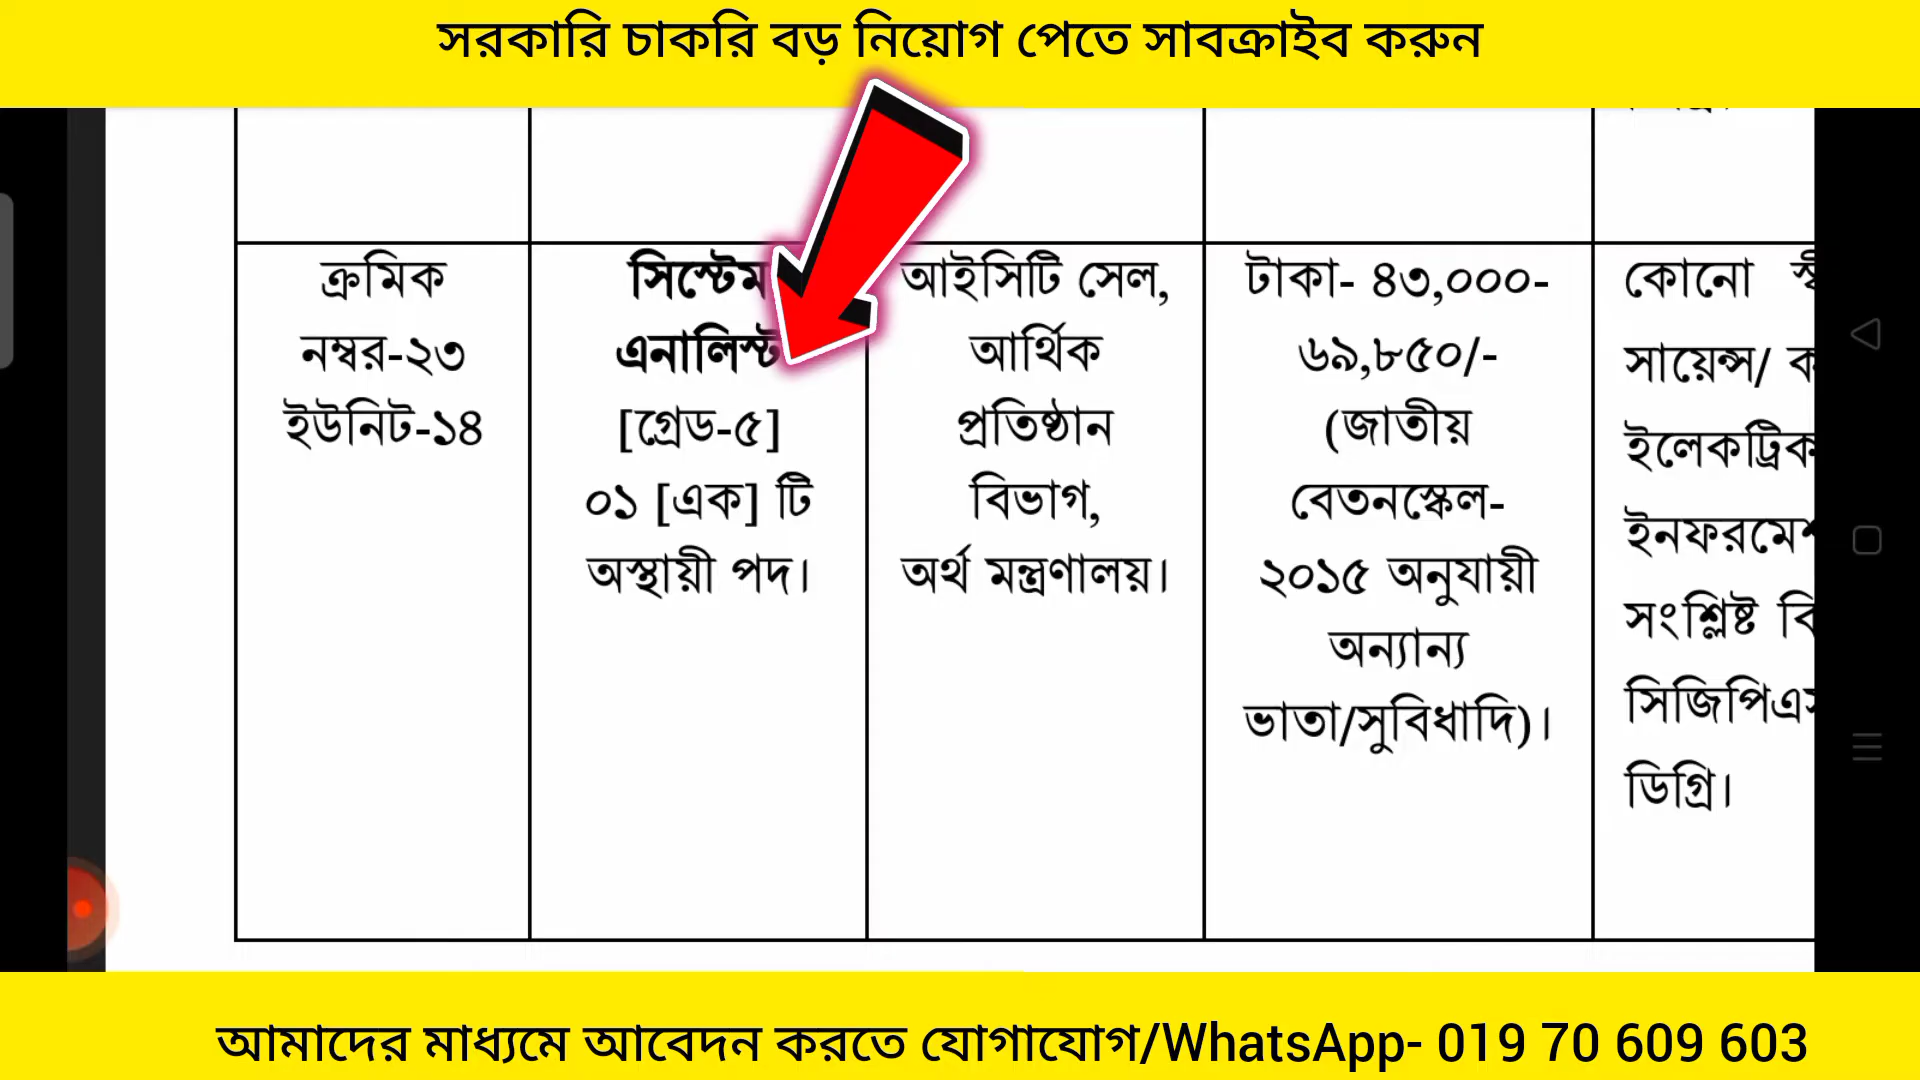 সরকারি চাকরি বড় নিয়োগ পেতে সাবক্রাইব করুন
ক্রমিক
নম্বর-২৩
ইউনিট-১৪
সিস্টেম
এনালিস্ট
[গ্রেড-৫]
০১ [এক] টি
অস্থায়ী পদ।
আইসিটি সেল,
আর্থিক
প্রতিষ্ঠান
বিভাগ,
অর্থ মন্ত্রণালয়।
টাকা- ৪৩,০০০-
৬৯,৮৫০/-
(জাতীয়
বেতনস্কেল-
২০১৫ অনুযায়ী
অন্যান্য
ভাতা/সুবিধাদি)।
কোনো
সায়েন্স/
সংশ্লিষ্ট
ডিগ্রি।
আমাদের মাধ্যমে আবেদন করতে যোগাযোগ/WhatsApp- 019 70 609 603